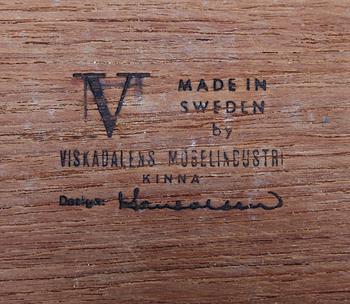 V
MADE IN
SWEDEN
by
VISKADALENS MÖBELINDUSTRI
KINNA
Design: